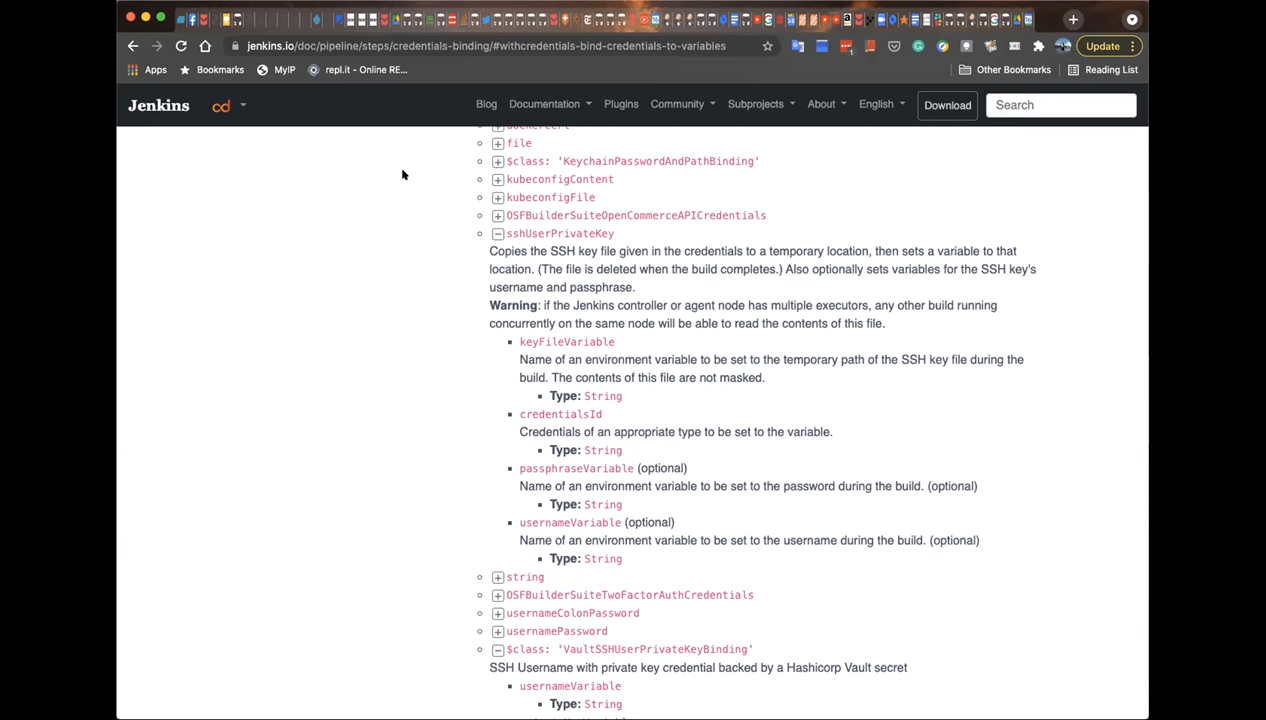 jenkins.io/doc/pipeline/steps/credentials-binding/#withcredentials-bind-credentials-to-variables
Update
Apps
Bookmarks
MyIP
repl.it - Online RE...
Other Bookmarks
Reading List
Jenkins
cd
Blog
Documentation
Plugins
Community
Subprojects
About
English
Download
Search
dockerCert
file
$class: 'KeychainPasswordAndPathBinding'
kubeconfigContent
kubeconfigFile
OSFBuilderSuiteOpenCommerceAPICredentials
sshUserPrivateKey
Copies the SSH key file given in the credentials to a temporary location, then sets a variable to that
location. (The file is deleted when the build completes.) Also optionally sets variables for the SSH key's
username and passphrase.
Warning: if the Jenkins controller or agent node has multiple executors, any other build running
concurrently on the same node will be able to read the contents of this file.
keyFileVariable
Name of an environment variable to be set to the temporary path of the SSH key file during the
build. The contents of this file are not masked.
Type: String
credentialsId
Credentials of an appropriate type to be set to the variable.
Type: String
passphraseVariable (optional)
Name of an environment variable to be set to the password during the build. (optional)
Type: String
usernameVariable (optional)
Name of an environment variable to be set to the username during the build. (optional)
Type: String
string
OSFBuilderSuiteTwoFactorAuthCredentials
usernameColonPassword
usernamePassword
$class: 'VaultSSHUserPrivateKeyBinding'
SSH Username with private key credential backed by a Hashicorp Vault secret
usernameVariable
Type: String